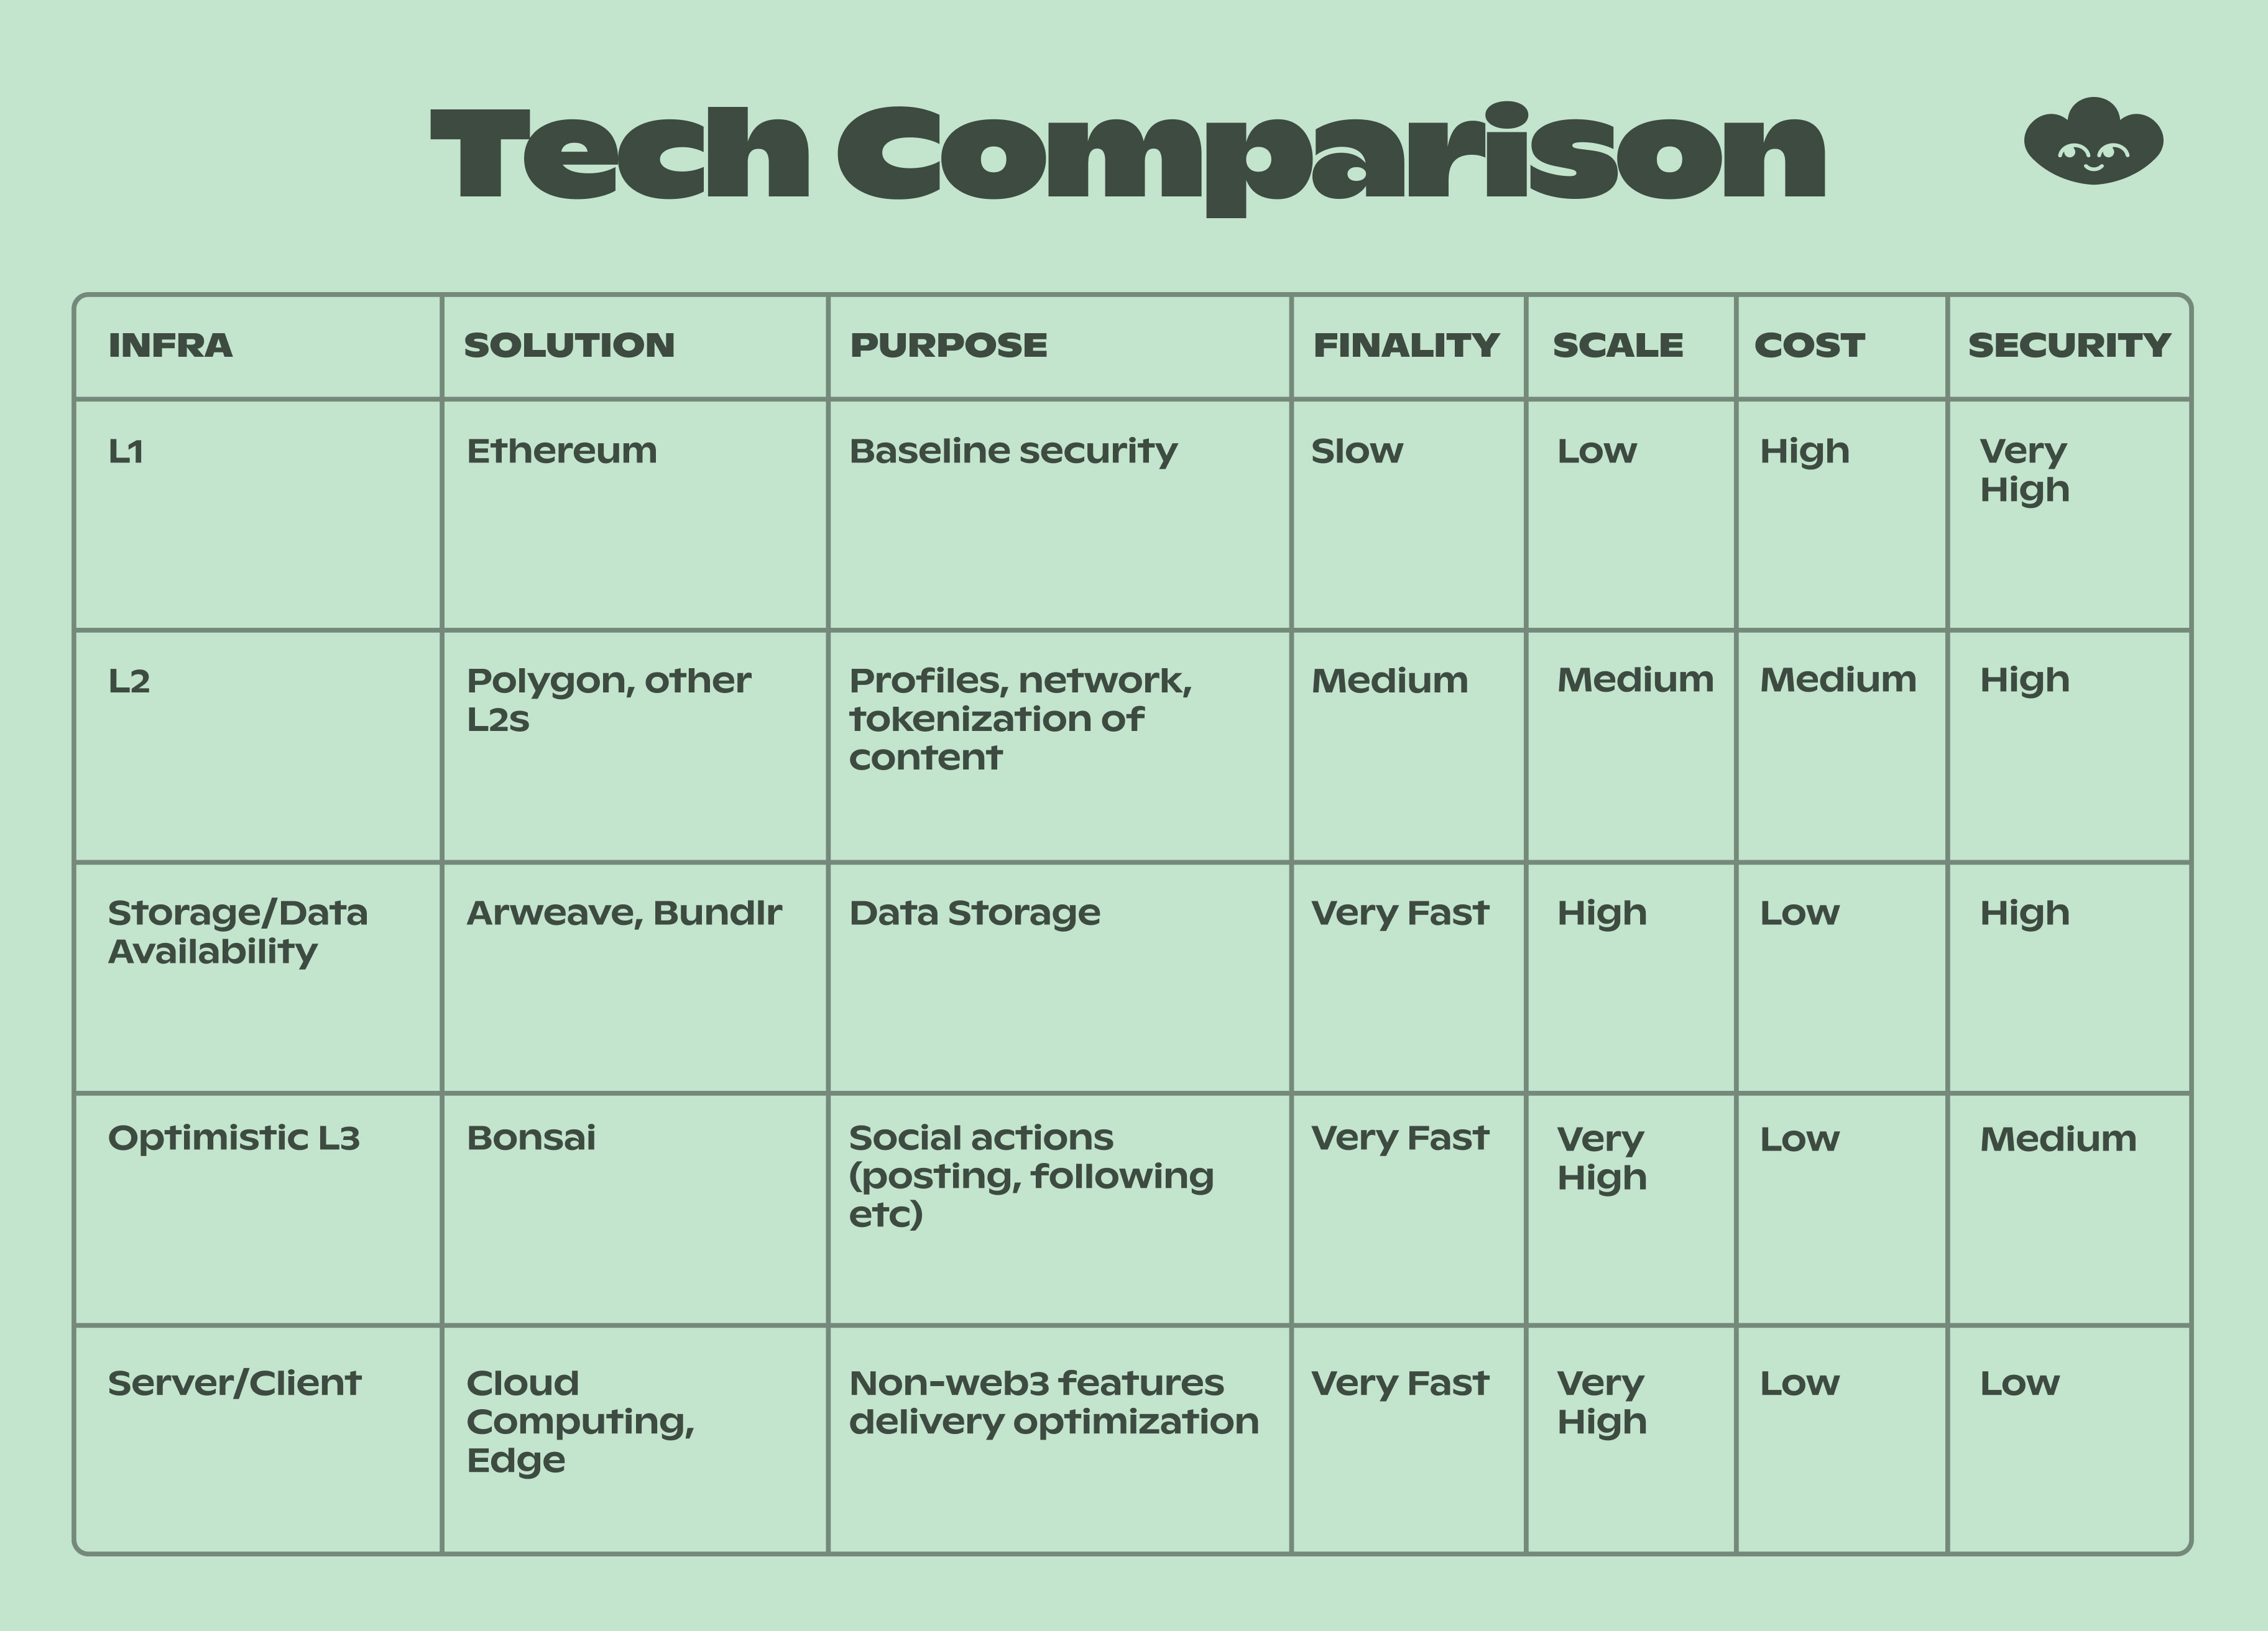 Tech Comparison
INFRA SOLUTION PURPOSE FINALITY SCALE COST SECURITY
L1 Ethereum Baseline security Slow Low High Very
High
L2 Polygon, other Profiles, network, Medium Medium Medium High
L2s tokenization of
content
Storage/Data Arweave, Bundlr Data Storage Very Fast High Low High
Availability
Optimistic L3 Bonsai Social actions Very Fast Very Low Medium
(posting, following High
etc)
Server/Client Cloud Non-web3 features Very Fast Very Low Low
Computing, delivery optimization High
Edge